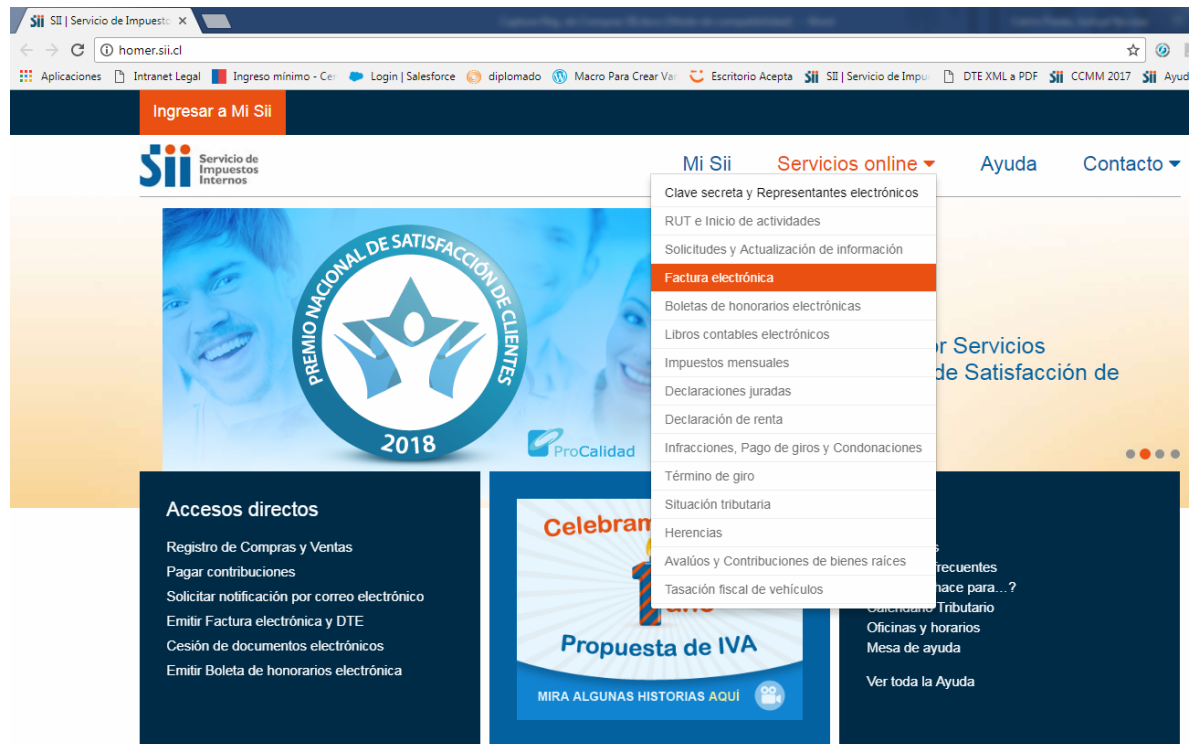 SII | Servicio de Impuesto
homer.sii.cl
Aplicaciones
Intranet Legal
Ingreso mínimo - Cer
Login | Salesforce
diplomado
Macro Para Crear Var
Escritorio Acepta
SII | Servicio de Impu
DTE XML a PDF
CCMM 2017
Ayud
Ingresar a Mi Sii
Sii
Servicio de
Impuestos
Internos
Mi Sii
Servicios online
Ayuda
Contacto
Clave secreta y Representantes electrónicos
RUT e Inicio de actividades
Solicitudes y Actualización de información
Factura electrónica
Boletas de honorarios electrónicas
Libros contables electrónicos
Impuestos mensuales
Declaraciones juradas
Declaración de renta
Infracciones, Pago de giros y Condonaciones
Término de giro
Situación tributaria
Herencias
Avalúos y Contribuciones de bienes raíces
Tasación fiscal de vehículos
PREMIO NACIONAL DE SATISFACCIÓN DE CLIENTES
2018
ProCalidad
r Servicios
de Satisfacción de
Accesos directos
Registro de Compras y Ventas
Pagar contribuciones
Solicitar notificación por correo electrónico
Emitir Factura electrónica y DTE
Cesión de documentos electrónicos
Emitir Boleta de honorarios electrónica
Celebram
1
año
Propuesta de IVA
MIRA ALGUNAS HISTORIAS AQUÍ
frecuentes
hace para...?
Calendario Tributario
Oficinas y horarios
Mesa de ayuda
Ver toda la Ayuda